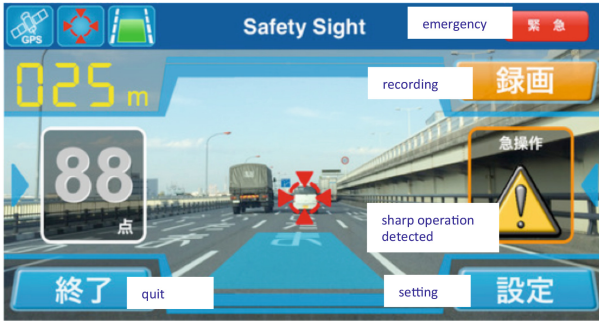 GPS
Safety Sight
emergency
緊急
025m
recording
録画
88
点
急操作
sharp operation
detected
終了
quit
setting
設定